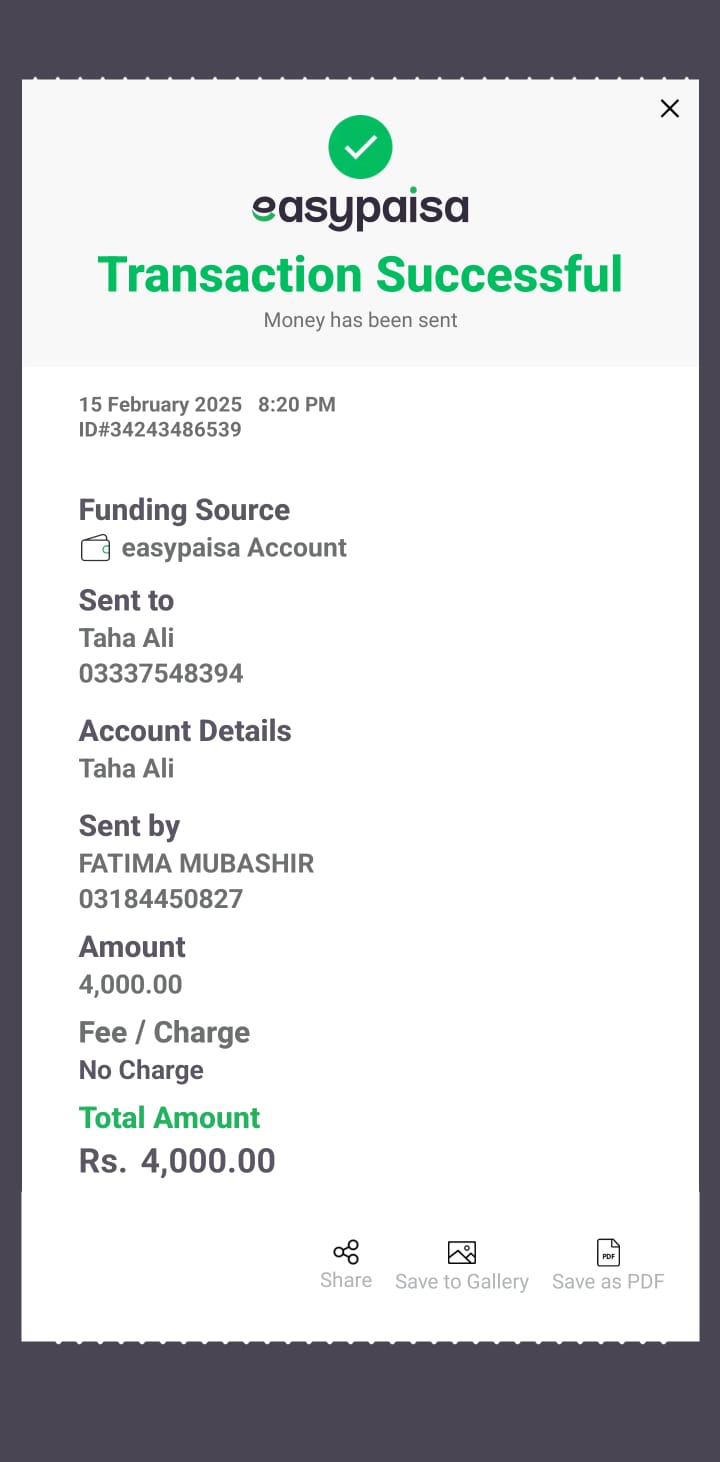 easypaisa
Transaction Successful
Money has been sent
15 February 2025 8:20 PM
ID#34243486539
Funding Source
easypaisa Account
Sent to
Taha Ali
03337548394
Account Details
Taha Ali
Sent by
FATIMA MUBASHIR
03184450827
Amount
4,000.00
Fee / Charge
No Charge
Total Amount
Rs. 4,000.00
PDF
Share Save to Gallery Save as PDF